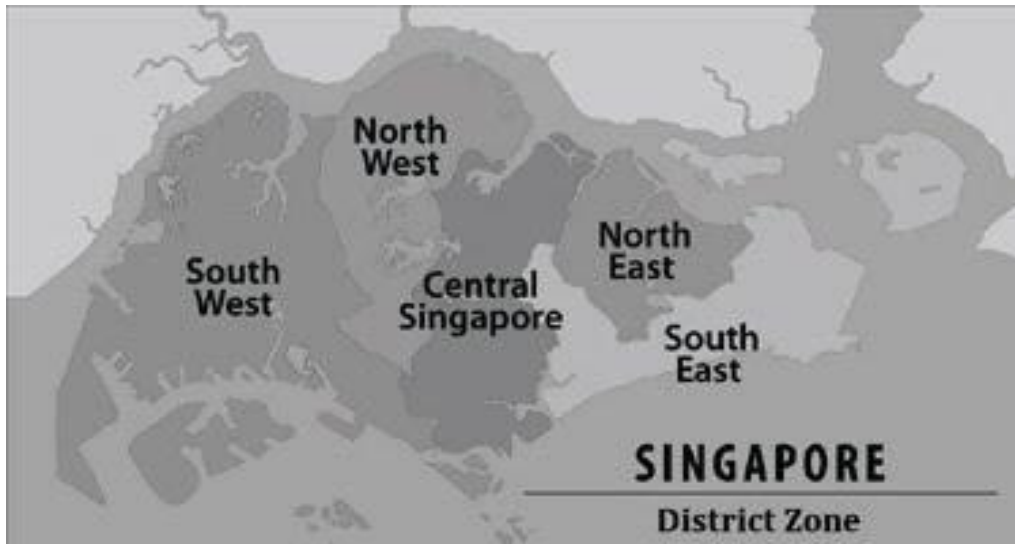 North
West
South
West
Central
Singapore
North
East
South
East
SINGAPORE
District Zone